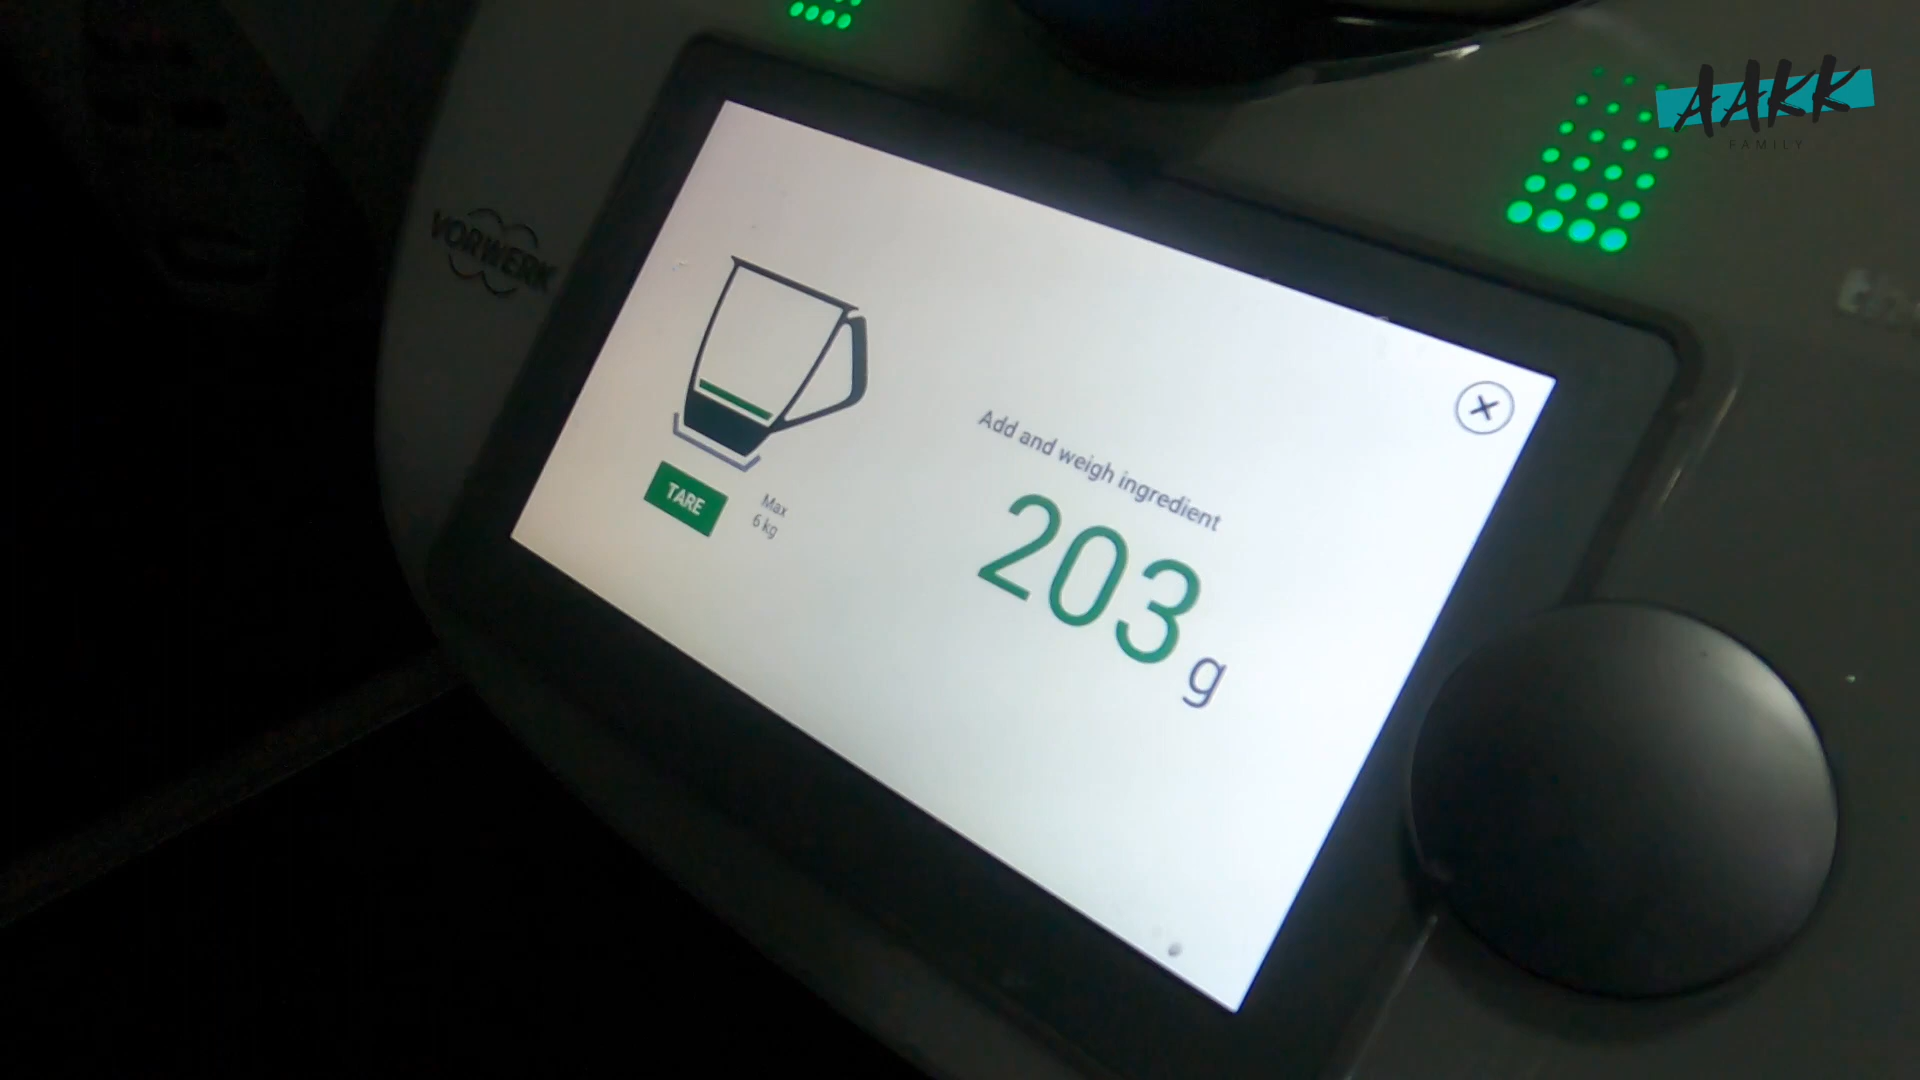 AAKK
FAMILY
VORWERK
Add and weigh ingredient
203 g
TARE
Max
6 kg